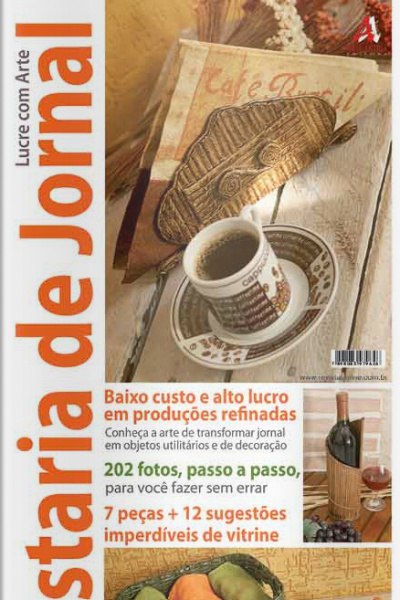 Lucre com Arte
staria de Jornal
Café Brasil
cappuccino
Baixo custo e alto lucro
em produções refinadas
Conheça a arte de transformar jornal
em objetos utilitários e de decoração
202 fotos, passo a passo,
para você fazer sem errar
7 peças + 12 sugestões
imperdíveis de vitrine